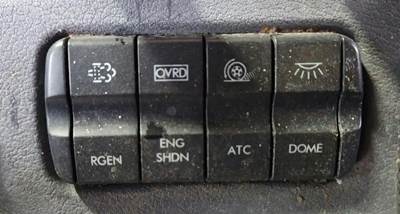 OVRD
RGEN
ENG
SHDN
ATC
DOME